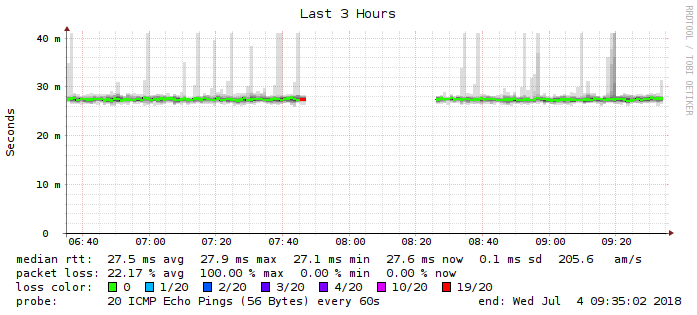 Last 3 Hours
RRDTOOL / TOBI OETIKER
Seconds
40 m
30 m
20 m
10 m
0
06:40 07:00 07:20 07:40 08:00 08:20 08:40 09:00 09:20
median rtt: 27.5 ms avg 27.9 ms max 27.1 ms min 27.6 ms now 0.1 ms sd 205.6 am/s
packet loss: 22.17 % avg 100.00 % max 0.00 % min 0.00 % now
loss color: 0 1/20 2/20 3/20 4/20 10/20 19/20
probe: 20 ICMP Echo Pings (56 Bytes) every 60s end: Wed Jul 4 09:35:02 2018